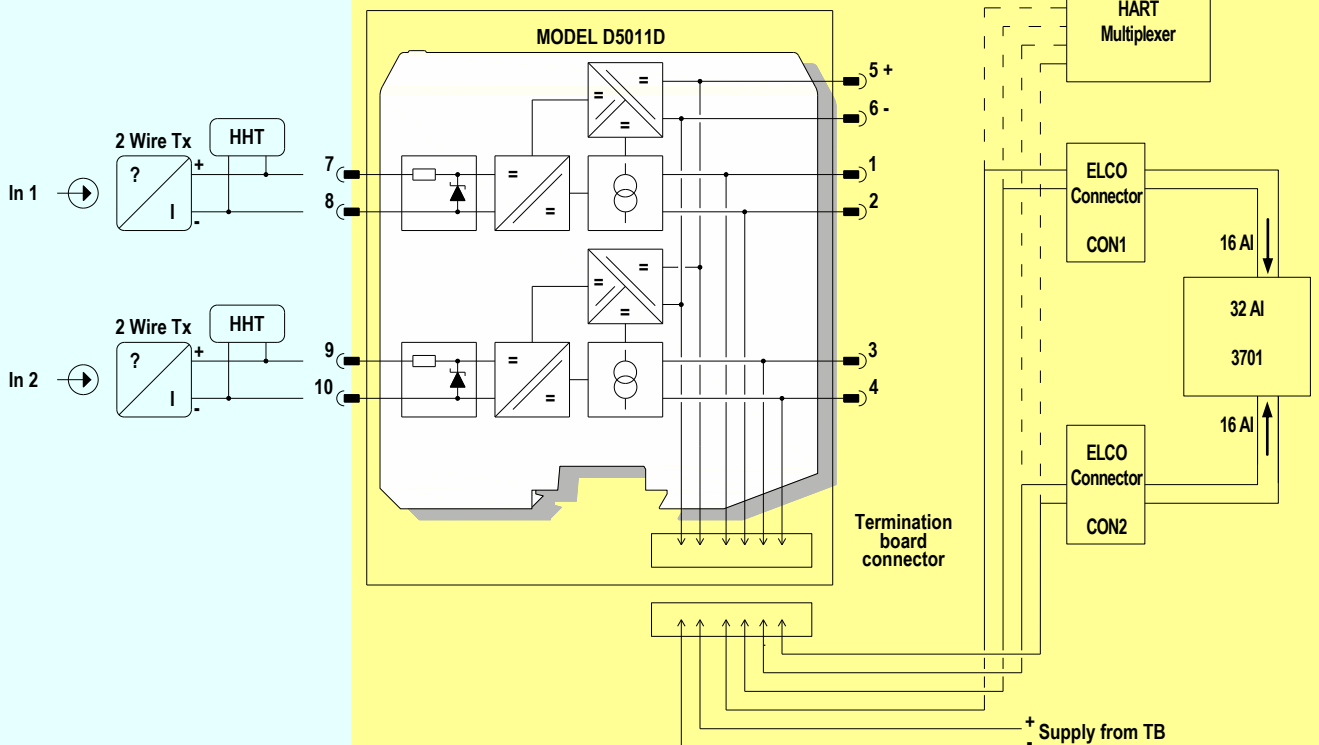 HART
Multiplexer
MODEL D5011D
5 +
6 -
2 Wire Tx
HHT
+
7
1
?
ELCO
Connector
In 1
8
2
I
-
CON1
16 AI
=
=
=
=
=
=
=
=
=
=
2 Wire Tx
HHT
+
9
3
?
32 AI
3701
In 2
10
4
I
-
16 AI
ELCO
Connector
CON2
Termination
board
connector
+
Supply from TB
-